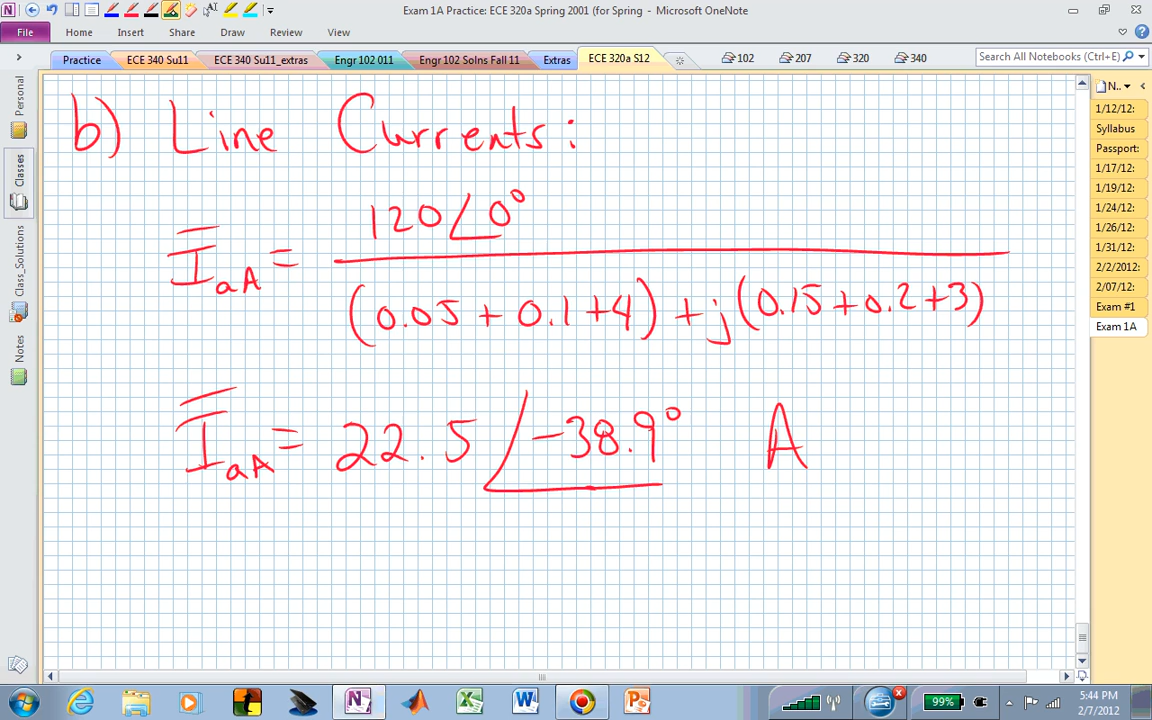 Exam 1A Practice: ECE 320a Spring 2001 (for Spring - Microsoft OneNote
File Home Insert Share Draw Review View
Practice ECE 340 Su11 ECE 340 Su11_extras Engr 102 011 Engr 102 Solns Fall 11 Extras ECE 320a S12 102 207 320 340 Search All Notebooks (Ctrl+E)
N..
Personal
Classes
Class_Solutions
Notes
1/12/12:
Syllabus
Passport:
1/17/12:
1/19/12:
1/24/12:
1/26/12:
1/31/12:
2/2/2012:
2/07/12:
Exam #1
Exam 1A
b) Line Currents:
120∠0°
I̅aA =
(0.05 + 0.1 + 4) + j(0.15 + 0.2 + 3)
I̅aA = 22.5∠-38.9° A
99%
5:44 PM
2/7/2012